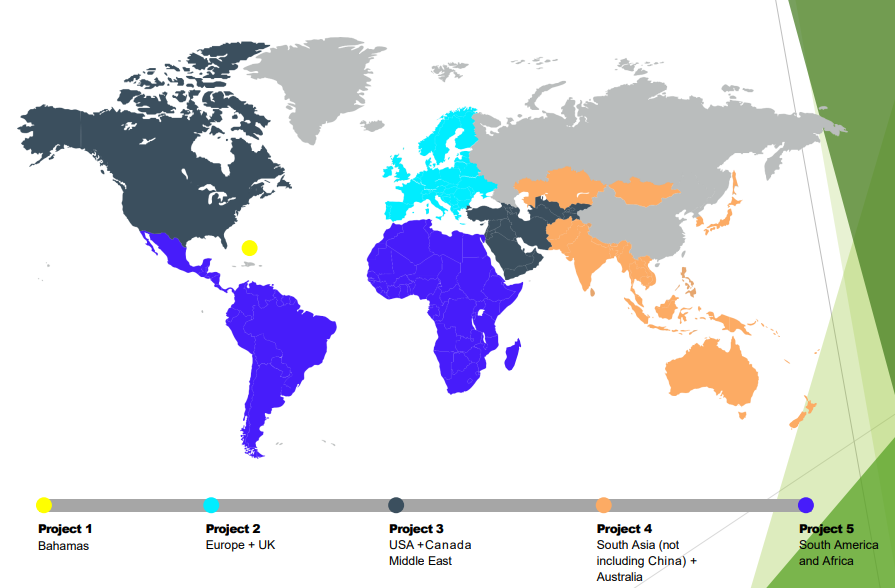 Project 1
Bahamas
Project 2
Europe + UK
Project 3
USA +Canada
Middle East
Project 4
South Asia (not
including China) +
Australia
Project 5
South America
and Africa